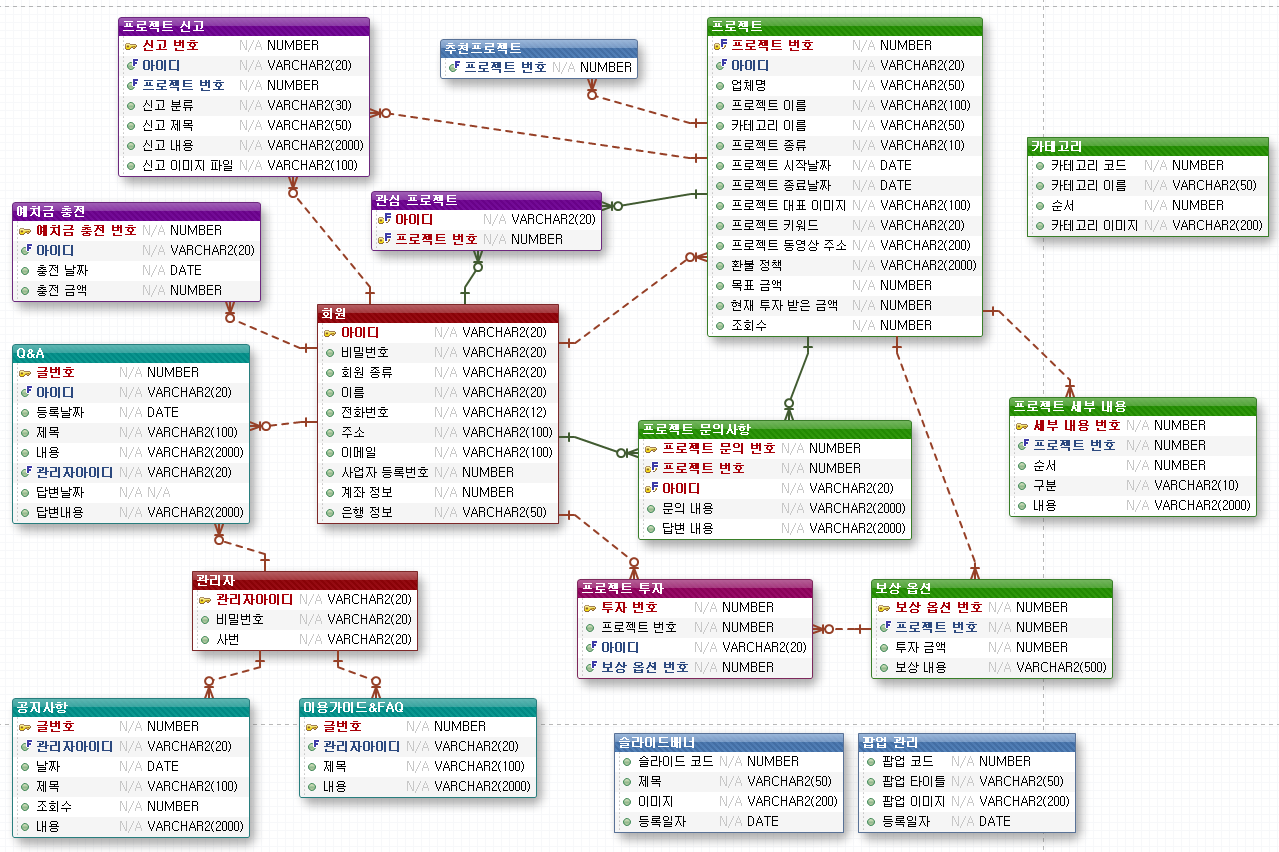 프로젝트 신고
신고 번호 N/A NUMBER
아이디 N/A VARCHAR2(20)
프로젝트 번호 N/A NUMBER
신고 분류 N/A VARCHAR2(30)
신고 제목 N/A VARCHAR2(50)
신고 내용 N/A VARCHAR2(2000)
신고 이미지 파일 N/A VARCHAR2(100)
추천프로젝트
프로젝트 번호 N/A NUMBER
프로젝트
프로젝트 번호 N/A NUMBER
아이디 N/A VARCHAR2(20)
업체명 N/A VARCHAR2(50)
프로젝트 이름 N/A VARCHAR2(100)
카테고리 이름 N/A VARCHAR2(50)
프로젝트 종류 N/A VARCHAR2(10)
프로젝트 시작날짜 N/A DATE
프로젝트 종료날짜 N/A DATE
프로젝트 대표 이미지 N/A VARCHAR2(100)
프로젝트 키워드 N/A VARCHAR2(20)
프로젝트 동영상 주소 N/A VARCHAR2(200)
환불 정책 N/A VARCHAR2(2000)
목표 금액 N/A NUMBER
현재 투자 받은 금액 N/A NUMBER
조회수 N/A NUMBER
카테고리
카테고리 코드 N/A NUMBER
카테고리 이름 N/A VARCHAR2(50)
순서 N/A NUMBER
카테고리 이미지 N/A VARCHAR2(200)
예치금 충전
예치금 충전 번호 N/A NUMBER
아이디 N/A VARCHAR2(20)
충전 날짜 N/A DATE
충전 금액 N/A NUMBER
관심 프로젝트
아이디 N/A VARCHAR2(20)
프로젝트 번호 N/A NUMBER
회원
아이디 N/A VARCHAR2(20)
비밀번호 N/A VARCHAR2(20)
회원 종류 N/A VARCHAR2(20)
이름 N/A VARCHAR2(20)
전화번호 N/A VARCHAR2(12)
주소 N/A VARCHAR2(100)
이메일 N/A VARCHAR2(100)
사업자 등록번호 N/A NUMBER
계좌 정보 N/A NUMBER
은행 정보 N/A VARCHAR2(50)
Q&A
글번호 N/A NUMBER
아이디 N/A VARCHAR2(20)
등록날짜 N/A DATE
제목 N/A VARCHAR2(100)
내용 N/A VARCHAR2(2000)
관리자아이디 N/A VARCHAR2(20)
답변날짜 N/A N/A
답변내용 N/A VARCHAR2(2000)
프로젝트 문의사항
프로젝트 문의 번호 N/A NUMBER
프로젝트 번호 N/A NUMBER
아이디 N/A VARCHAR2(20)
문의 내용 N/A VARCHAR2(2000)
답변 내용 N/A VARCHAR2(2000)
프로젝트 세부 내용
세부 내용 번호 N/A NUMBER
프로젝트 번호 N/A NUMBER
순서 N/A NUMBER
구분 N/A VARCHAR2(10)
내용 N/A VARCHAR2(2000)
관리자
관리자아이디 N/A VARCHAR2(20)
비밀번호 N/A VARCHAR2(20)
사번 N/A VARCHAR2(20)
프로젝트 투자
투자 번호 N/A NUMBER
프로젝트 번호 N/A NUMBER
아이디 N/A VARCHAR2(20)
보상 옵션 번호 N/A NUMBER
보상 옵션
보상 옵션 번호 N/A NUMBER
프로젝트 번호 N/A NUMBER
투자 금액 N/A NUMBER
보상 내용 N/A VARCHAR2(500)
공지사항
글번호 N/A NUMBER
관리자아이디 N/A VARCHAR2(20)
날짜 N/A DATE
제목 N/A VARCHAR2(100)
조회수 N/A NUMBER
내용 N/A VARCHAR2(2000)
이용가이드&FAQ
글번호 N/A NUMBER
관리자아이디 N/A VARCHAR2(20)
제목 N/A VARCHAR2(100)
내용 N/A VARCHAR2(2000)
슬라이드배너
슬라이드 코드 N/A NUMBER
제목 N/A VARCHAR2(50)
이미지 N/A VARCHAR2(200)
등록일자 N/A DATE
팝업 관리
팝업 코드 N/A NUMBER
팝업 타이틀 N/A VARCHAR2(50)
팝업 이미지 N/A VARCHAR2(200)
등록일자 N/A DATE